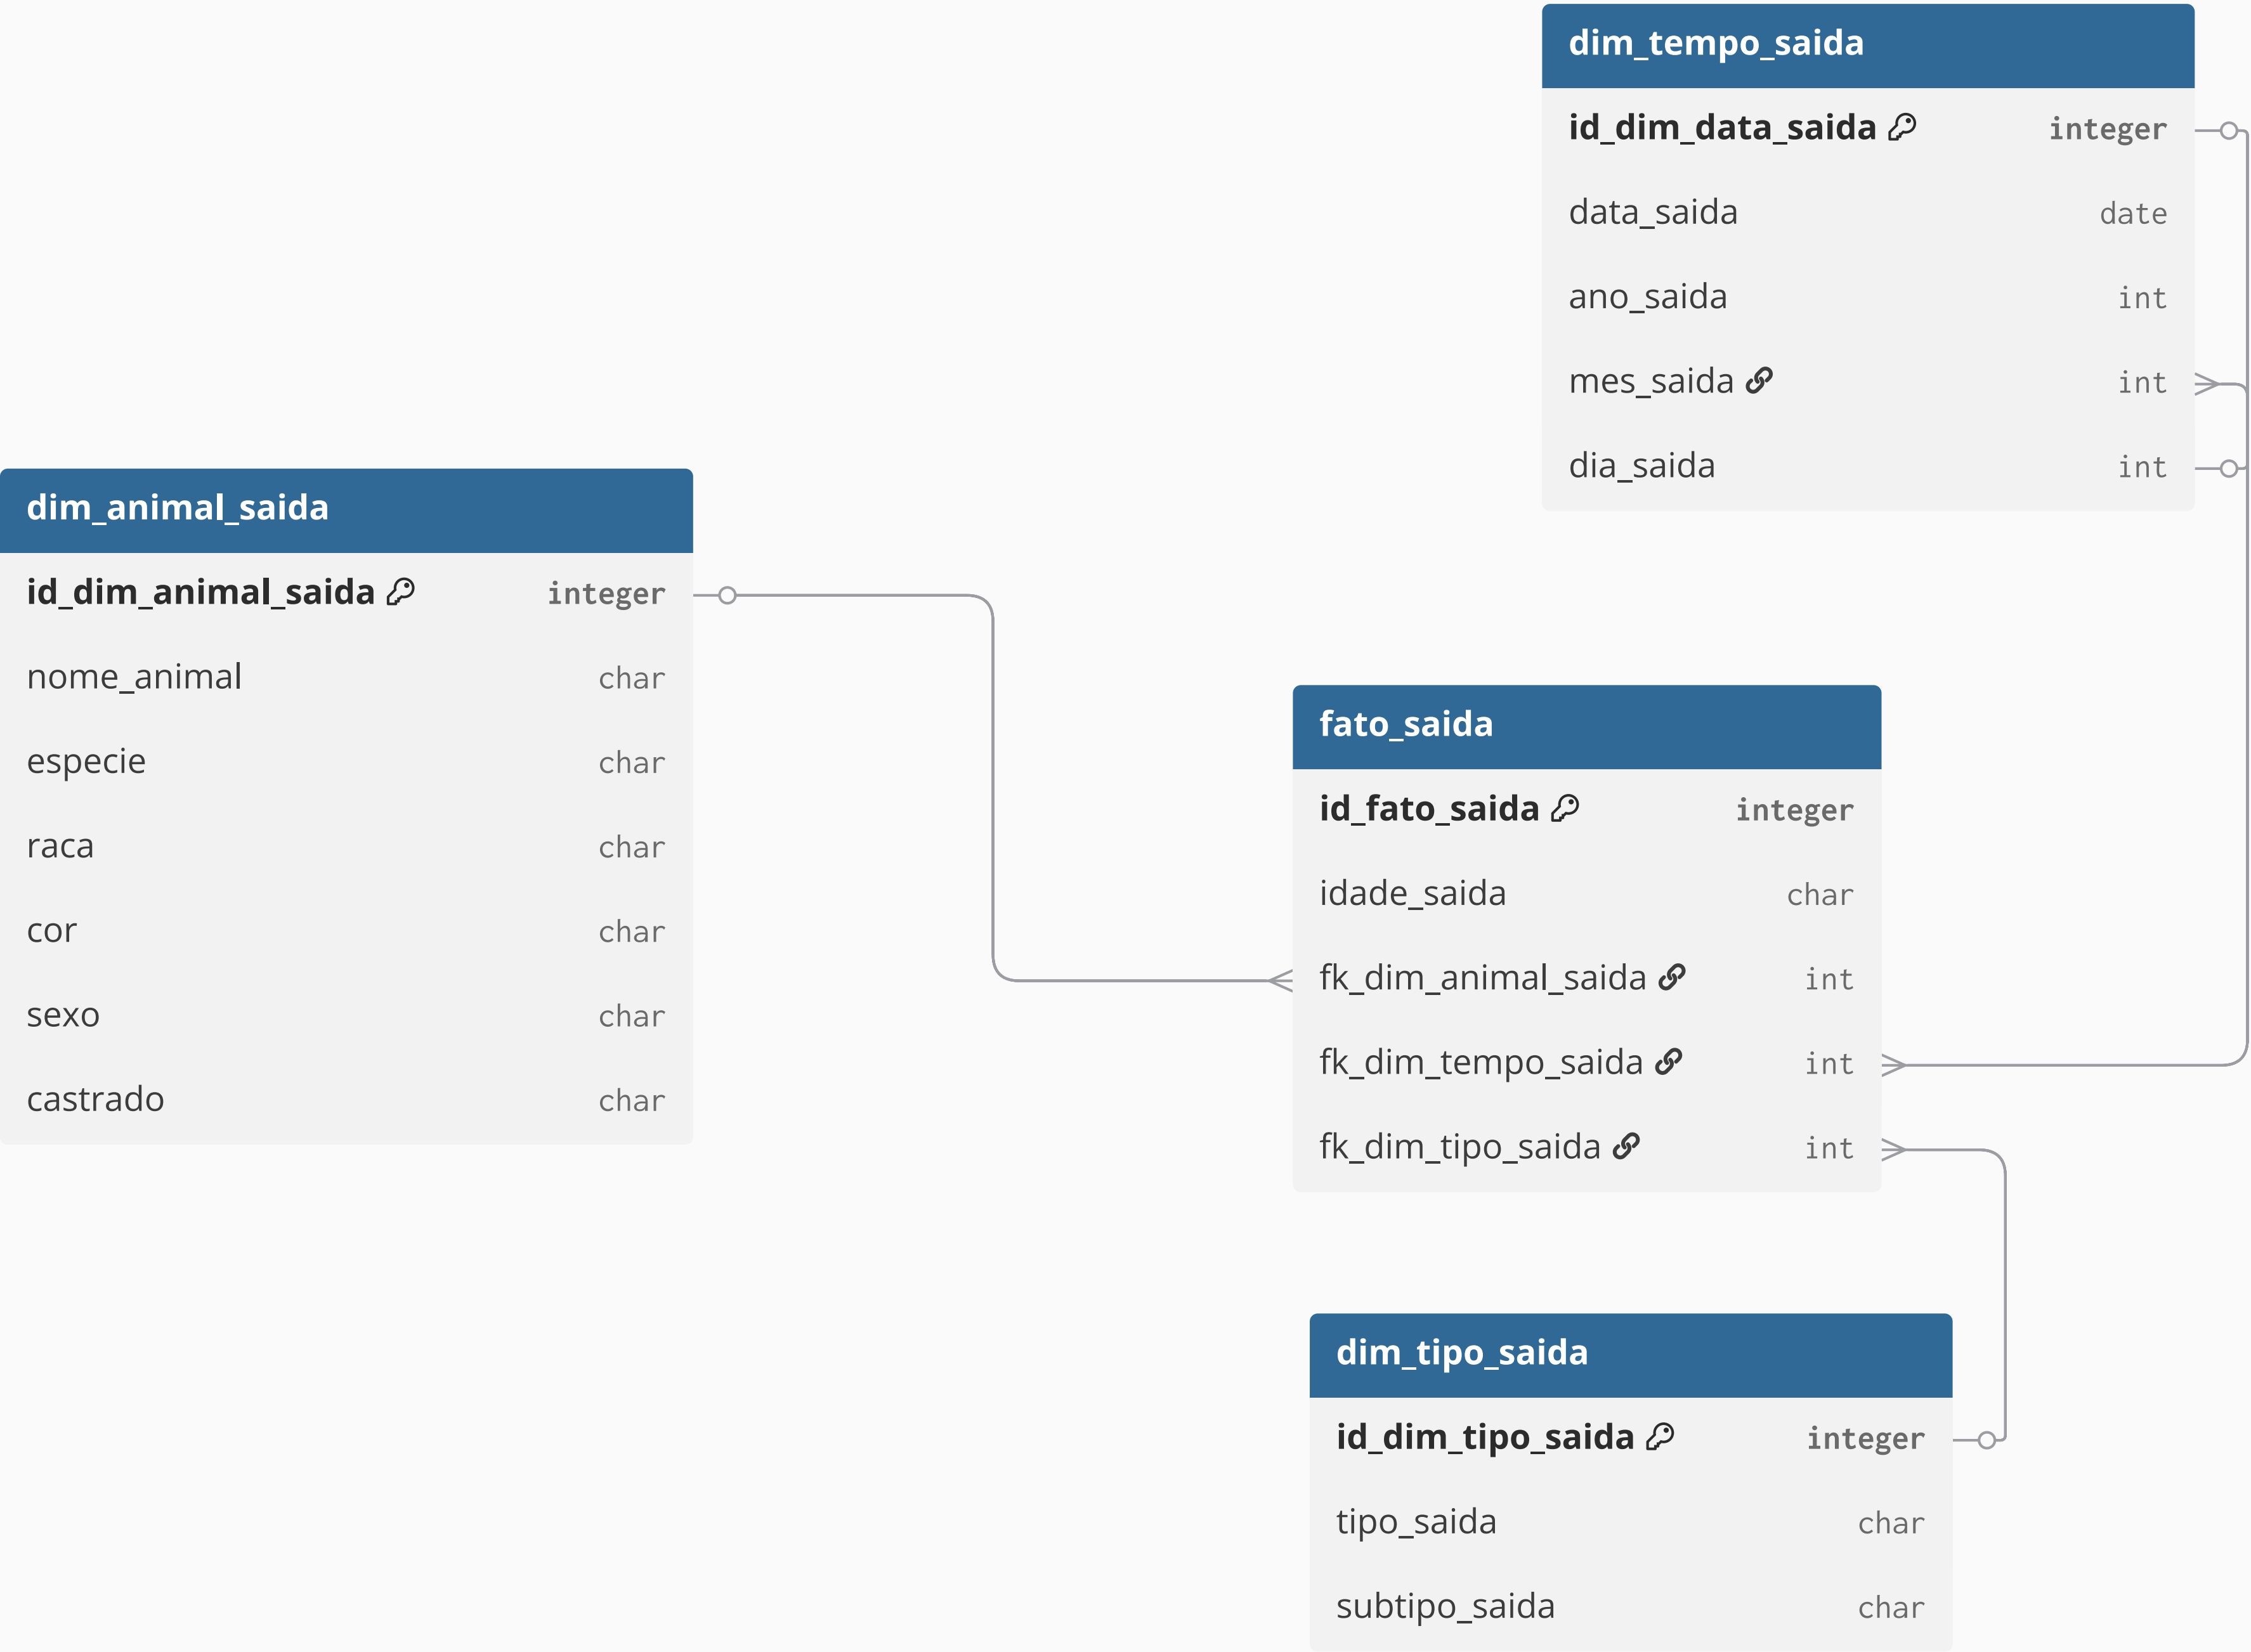 dim_tempo_saida
id_dim_data_saida integer
data_saida date
ano_saida int
mes_saida int
dia_saida int
dim_animal_saida
id_dim_animal_saida integer
nome_animal char
especie char
raca char
cor char
sexo char
castrado char
fato_saida
id_fato_saida integer
idade_saida char
fk_dim_animal_saida int
fk_dim_tempo_saida int
fk_dim_tipo_saida int
dim_tipo_saida
id_dim_tipo_saida integer
tipo_saida char
subtipo_saida char